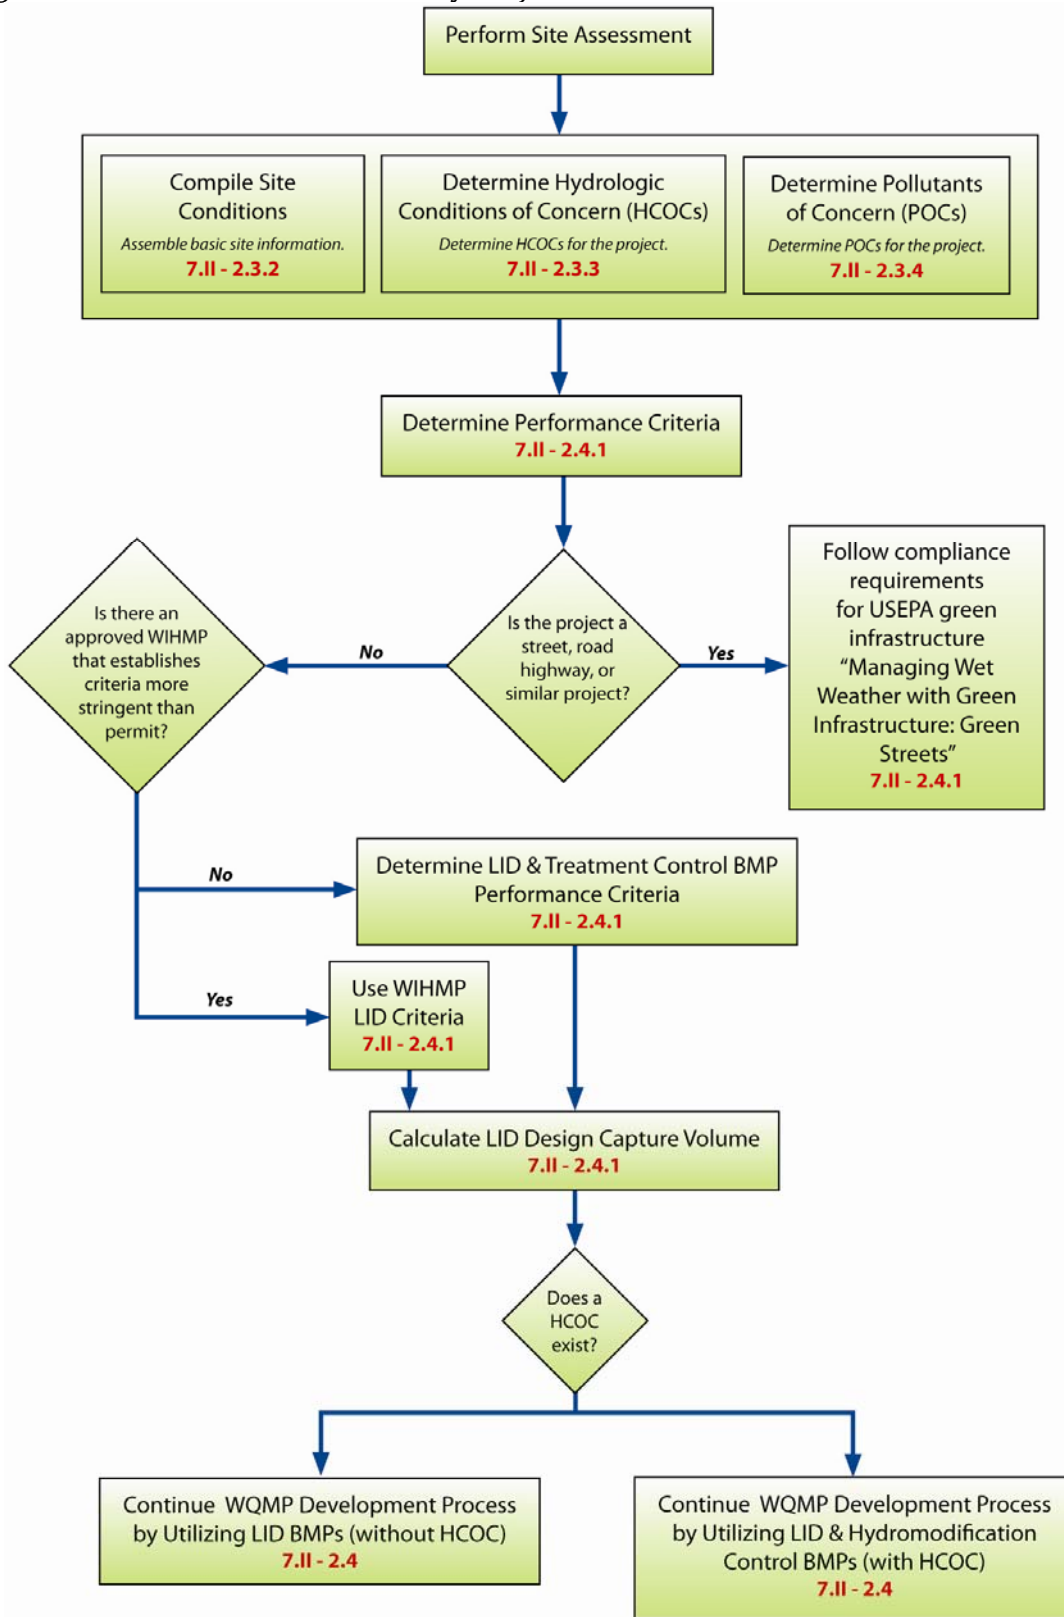 Perform Site Assessment
Compile Site
Conditions
Assemble basic site information.
7.II - 2.3.2
Determine Hydrologic
Conditions of Concern (HCOCs)
Determine HCOCs for the project.
7.II - 2.3.3
Determine Pollutants
of Concern (POCs)
Determine POCs for the project.
7.II - 2.3.4
Determine Performance Criteria
7.II - 2.4.1
Is there an
approved WIHMP
that establishes
criteria more
stringent than
permit?
No
Is the project a
street, road
highway, or
similar project?
Yes
Follow compliance
requirements
for USEPA green
infrastructure
“Managing Wet
Weather with Green
Infrastructure: Green
Streets”
7.II - 2.4.1
No
Determine LID & Treatment Control BMP
Performance Criteria
7.II - 2.4.1
Yes
Use WIHMP
LID Criteria
7.II - 2.4.1
Calculate LID Design Capture Volume
7.II - 2.4.1
Does a
HCOC
exist?
Continue WQMP Development Process
by Utilizing LID BMPs (without HCOC)
7.II - 2.4
Continue WQMP Development Process
by Utilizing LID & Hydromodification
Control BMPs (with HCOC)
7.II - 2.4